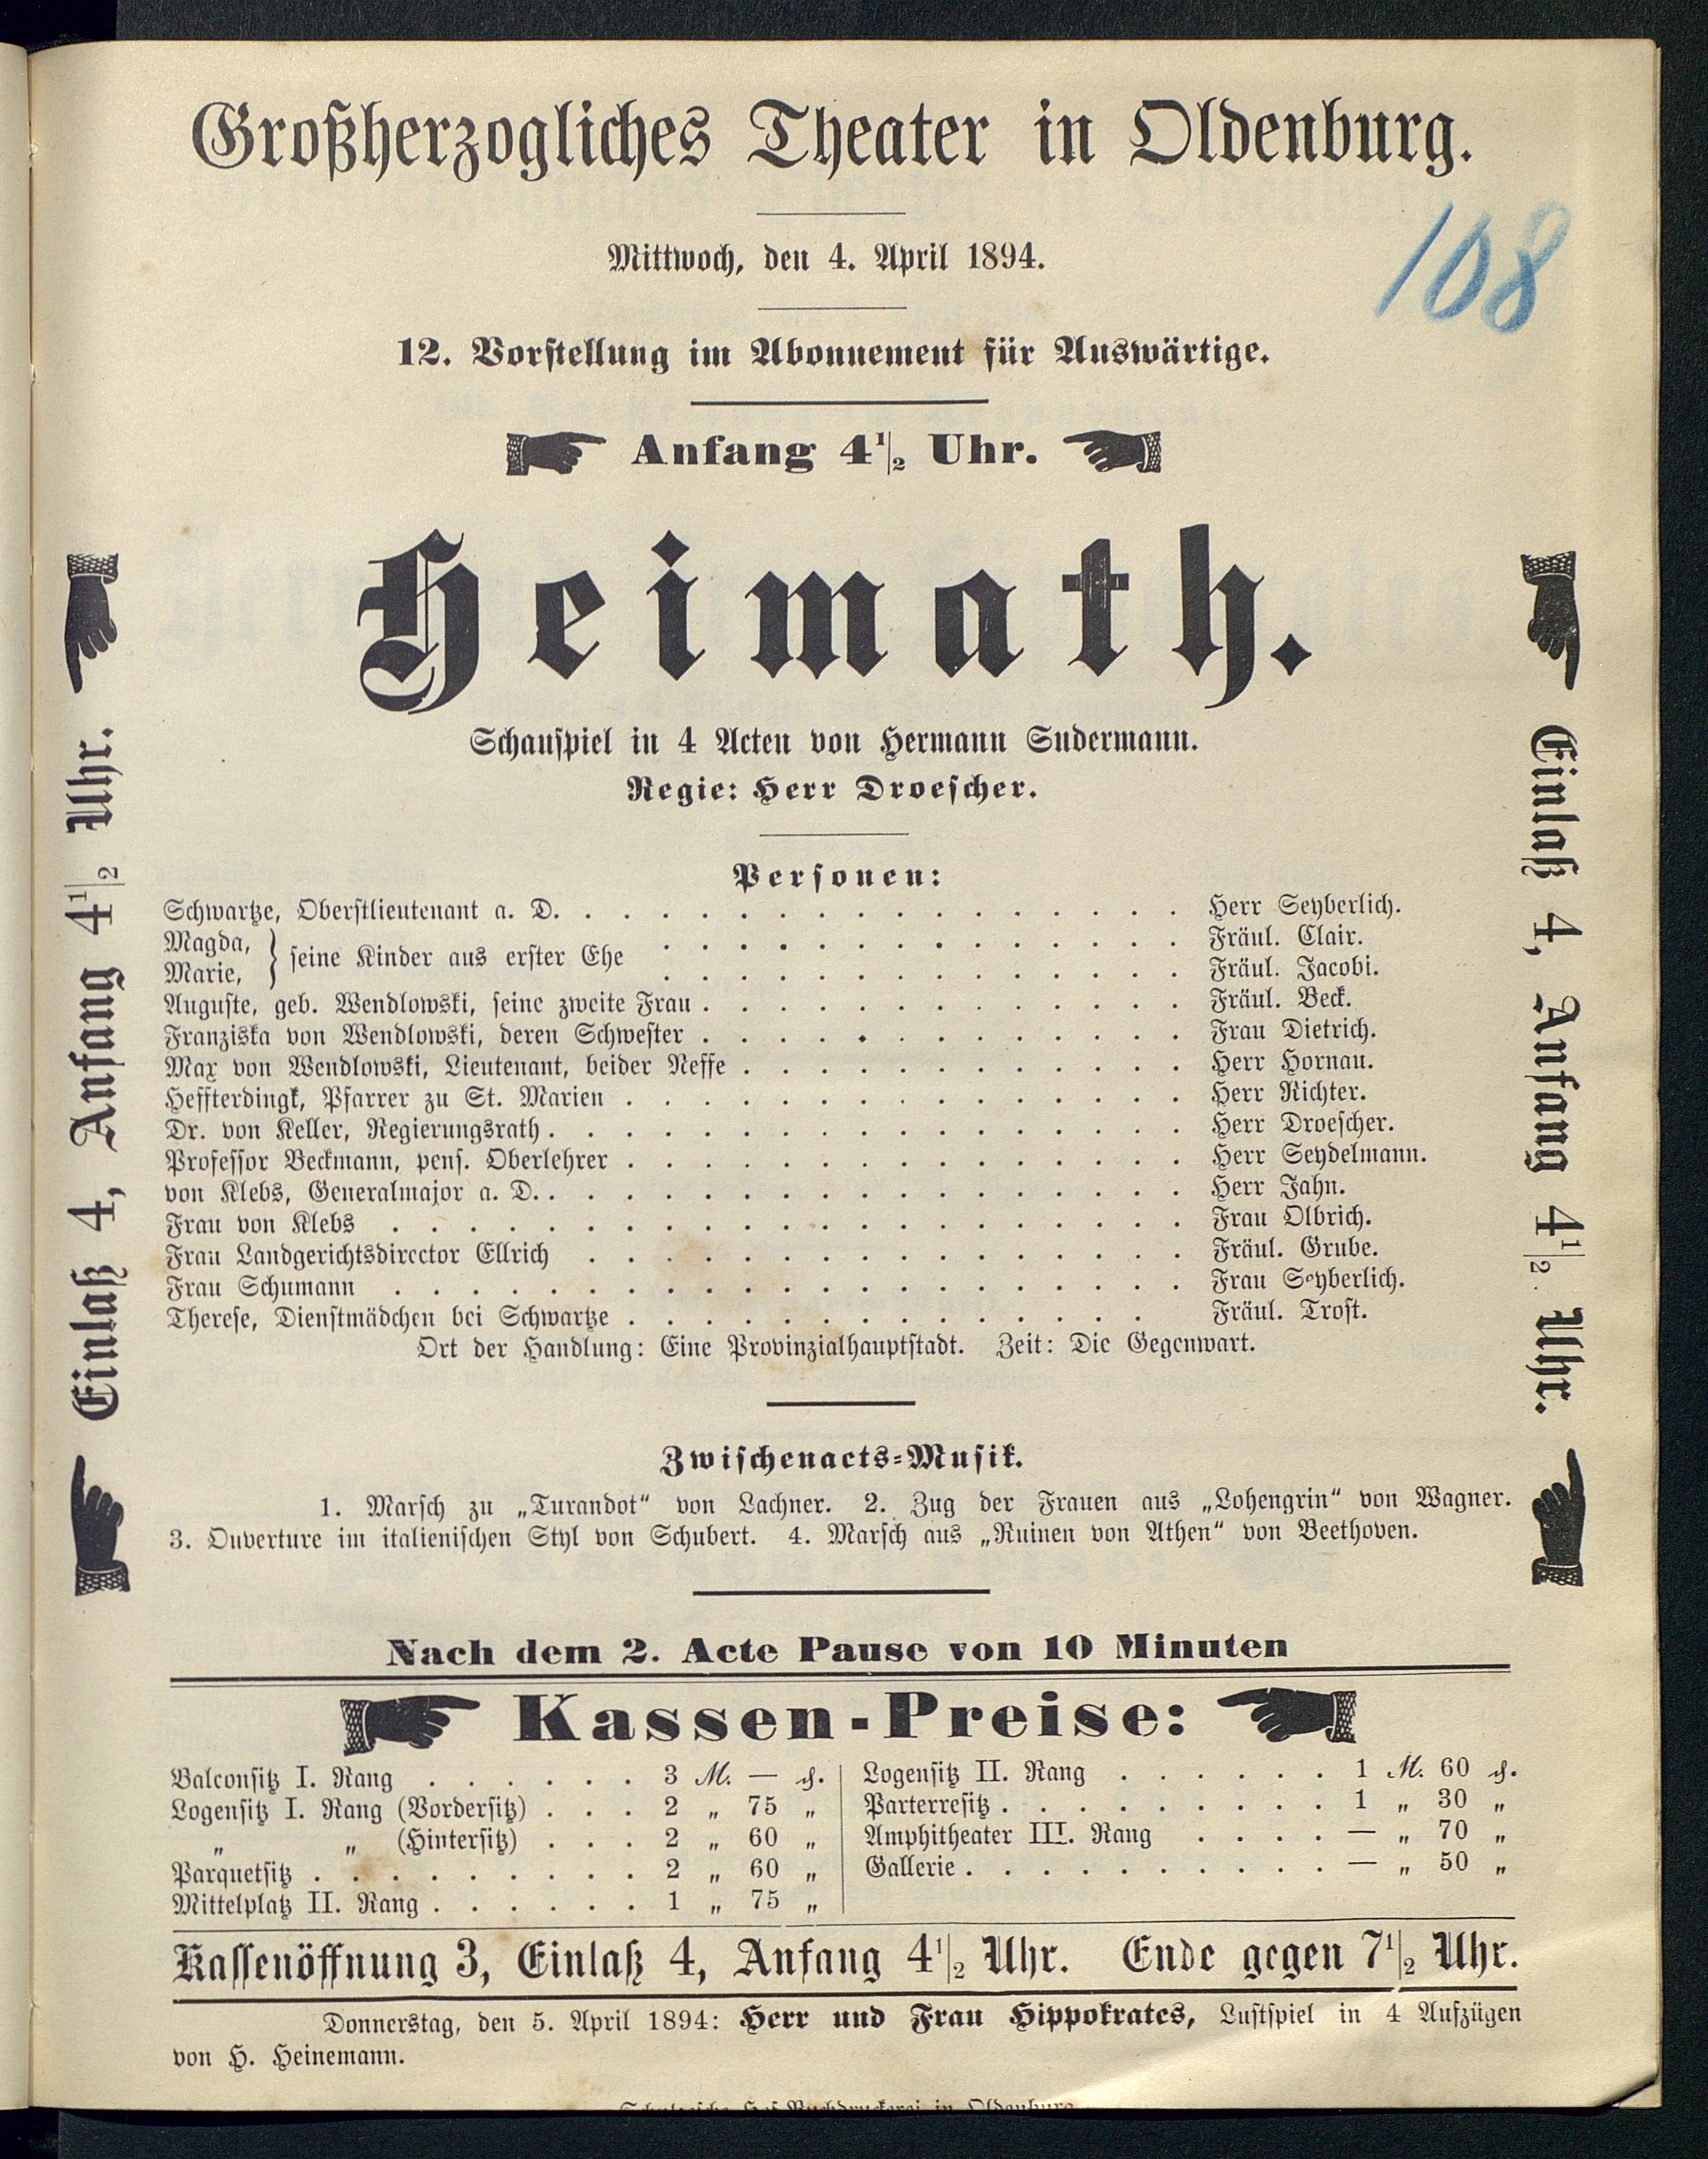 Großherzogliches Theater in Oldenburg.
108
Mittwoch, den 4. April 1894.
12. Vorstellung im Abonnement für Auswärtige.
Anfang 4½ Uhr.
Heimath.
Schauspiel in 4 Acten von Hermann Sudermann.
Regie: Herr Droescher.
Einlaß 4, Anfang 4½ Uhr.
Einlaß 4, Anfang 4½ Uhr.
Personen:
Schwartze, Oberstlieutenant a. D. . . . . . . . . . . . . . . . Herr Seyberlich.
Magda, } seine Kinder aus erster Ehe . . . . . . . . . . . . . Fräul. Clair.
Marie, . . . . . . . . . . . . . Fräul. Jacobi.
Auguste, geb. Wendlowski, seine zweite Frau . . . . . . . . . . . . Fräul. Beck.
Franziska von Wendlowski, deren Schwester . . . . . . . . . . . . Frau Dietrich.
Max von Wendlowski, Lieutenant, beider Neffe . . . . . . . . . . . Herr Hornau.
Heffterdingk, Pfarrer zu St. Marien . . . . . . . . . . . . . . Herr Richter.
Dr. von Keller, Regierungsrath . . . . . . . . . . . . . . . . Herr Droescher.
Professor Beckmann, pens. Oberlehrer . . . . . . . . . . . . . . Herr Seydelmann.
von Klebs, Generalmajor a. D. . . . . . . . . . . . . . . . . Herr Jahn.
Frau von Klebs . . . . . . . . . . . . . . . . . . Frau Olbrich.
Frau Landgerichtsdirector Ellrich . . . . . . . . . . . . . . Fräul. Grube.
Frau Schumann . . . . . . . . . . . . . . . . . . Frau Seyberlich.
Therese, Dienstmädchen bei Schwartze . . . . . . . . . . . . . Fräul. Trost.
Ort der Handlung: Eine Provinzialhauptstadt. Zeit: Die Gegenwart.
Zwischenacts-Musik.
1. Marsch zu „Turandot“ von Lachner. 2. Zug der Frauen aus „Lohengrin“ von Wagner.
3. Ouverture im italienischen Styl von Schubert. 4. Marsch aus „Ruinen von Athen“ von Beethoven.
Nach dem 2. Acte Pause von 10 Minuten
Kassen-Preise:
Balconsitz I. Rang . . . . . . 3 M. — ₰.
Logensitz I. Rang (Vordersitz) . . . 2 „ 75 „
„ „ (Hintersitz) . . . 2 „ 60 „
Parquetsitz . . . . . . . . . 2 „ 60 „
Mittelplatz II. Rang . . . . . . 1 „ 75 „
Logensitz II. Rang . . . . . . 1 M. 60 ₰.
Parterresitz . . . . . . . . . 1 „ 30 „
Amphitheater III. Rang . . . . — „ 70 „
Gallerie . . . . . . . . . . — „ 50 „
Kassenöffnung 3, Einlaß 4, Anfang 4½ Uhr. Ende gegen 7½ Uhr.
Donnerstag, den 5. April 1894: Herr und Frau Hippokrates, Lustspiel in 4 Aufzügen
von H. Heinemann.
Hof-Buchdruckerei in Oldenburg